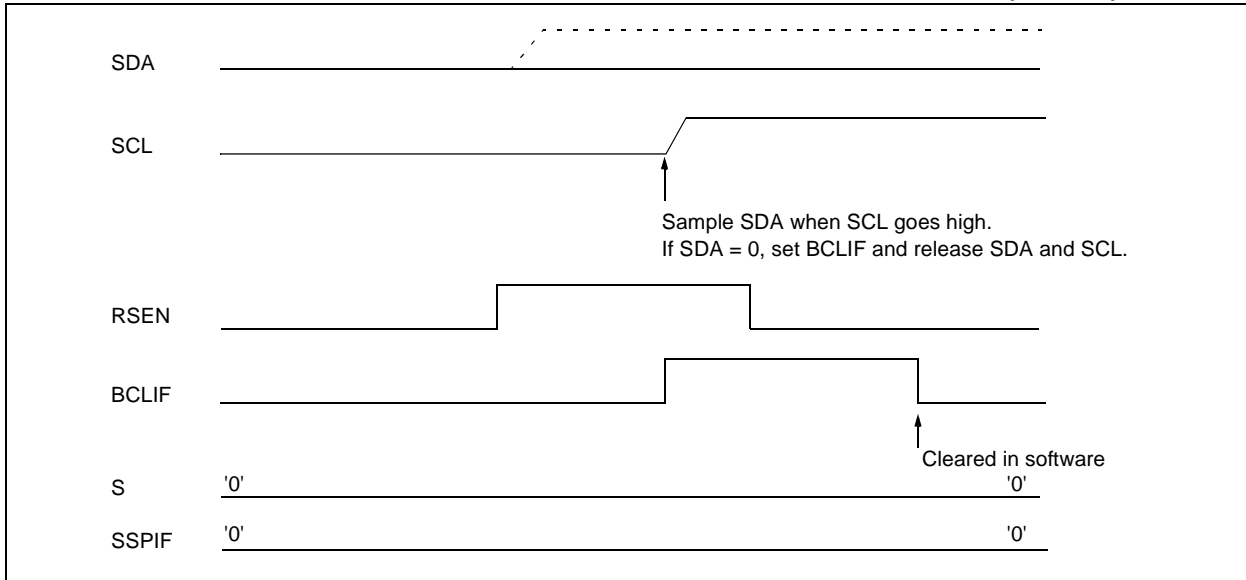 SDA
SCL
Sample SDA when SCL goes high.
If SDA = 0, set BCLIF and release SDA and SCL.
RSEN
BCLIF
Cleared in software
S '0' '0'
SSPIF '0' '0'